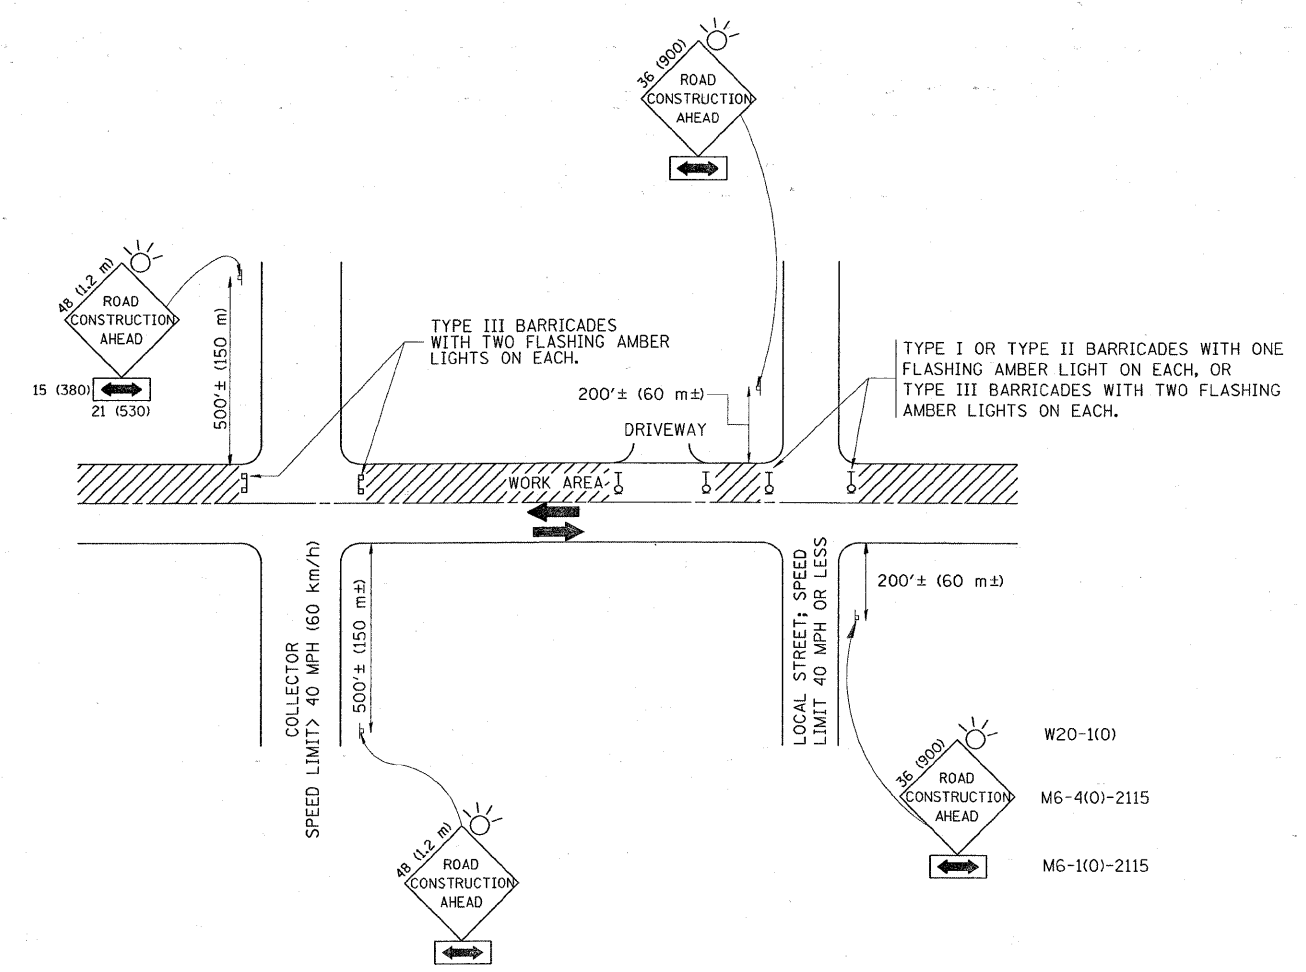 36 (900)
ROAD
CONSTRUCTION
AHEAD
48 (1.2 m)
ROAD
CONSTRUCTION
AHEAD
15 (380)
21 (530)
500'± (150 m)
TYPE III BARRICADES
WITH TWO FLASHING AMBER
LIGHTS ON EACH.
200'± (60 m±)
DRIVEWAY
TYPE I OR TYPE II BARRICADES WITH ONE
FLASHING AMBER LIGHT ON EACH, OR
TYPE III BARRICADES WITH TWO FLASHING
AMBER LIGHTS ON EACH.
WORK AREA
COLLECTOR
SPEED LIMIT> 40 MPH (60 km/h)
500'± (150 m±)
LOCAL STREET; SPEED
LIMIT 40 MPH OR LESS
200'± (60 m±)
48 (1.2 m)
ROAD
CONSTRUCTION
AHEAD
36 (900)
ROAD
CONSTRUCTION
AHEAD
W20-1(O)
M6-4(O)-2115
M6-1(O)-2115